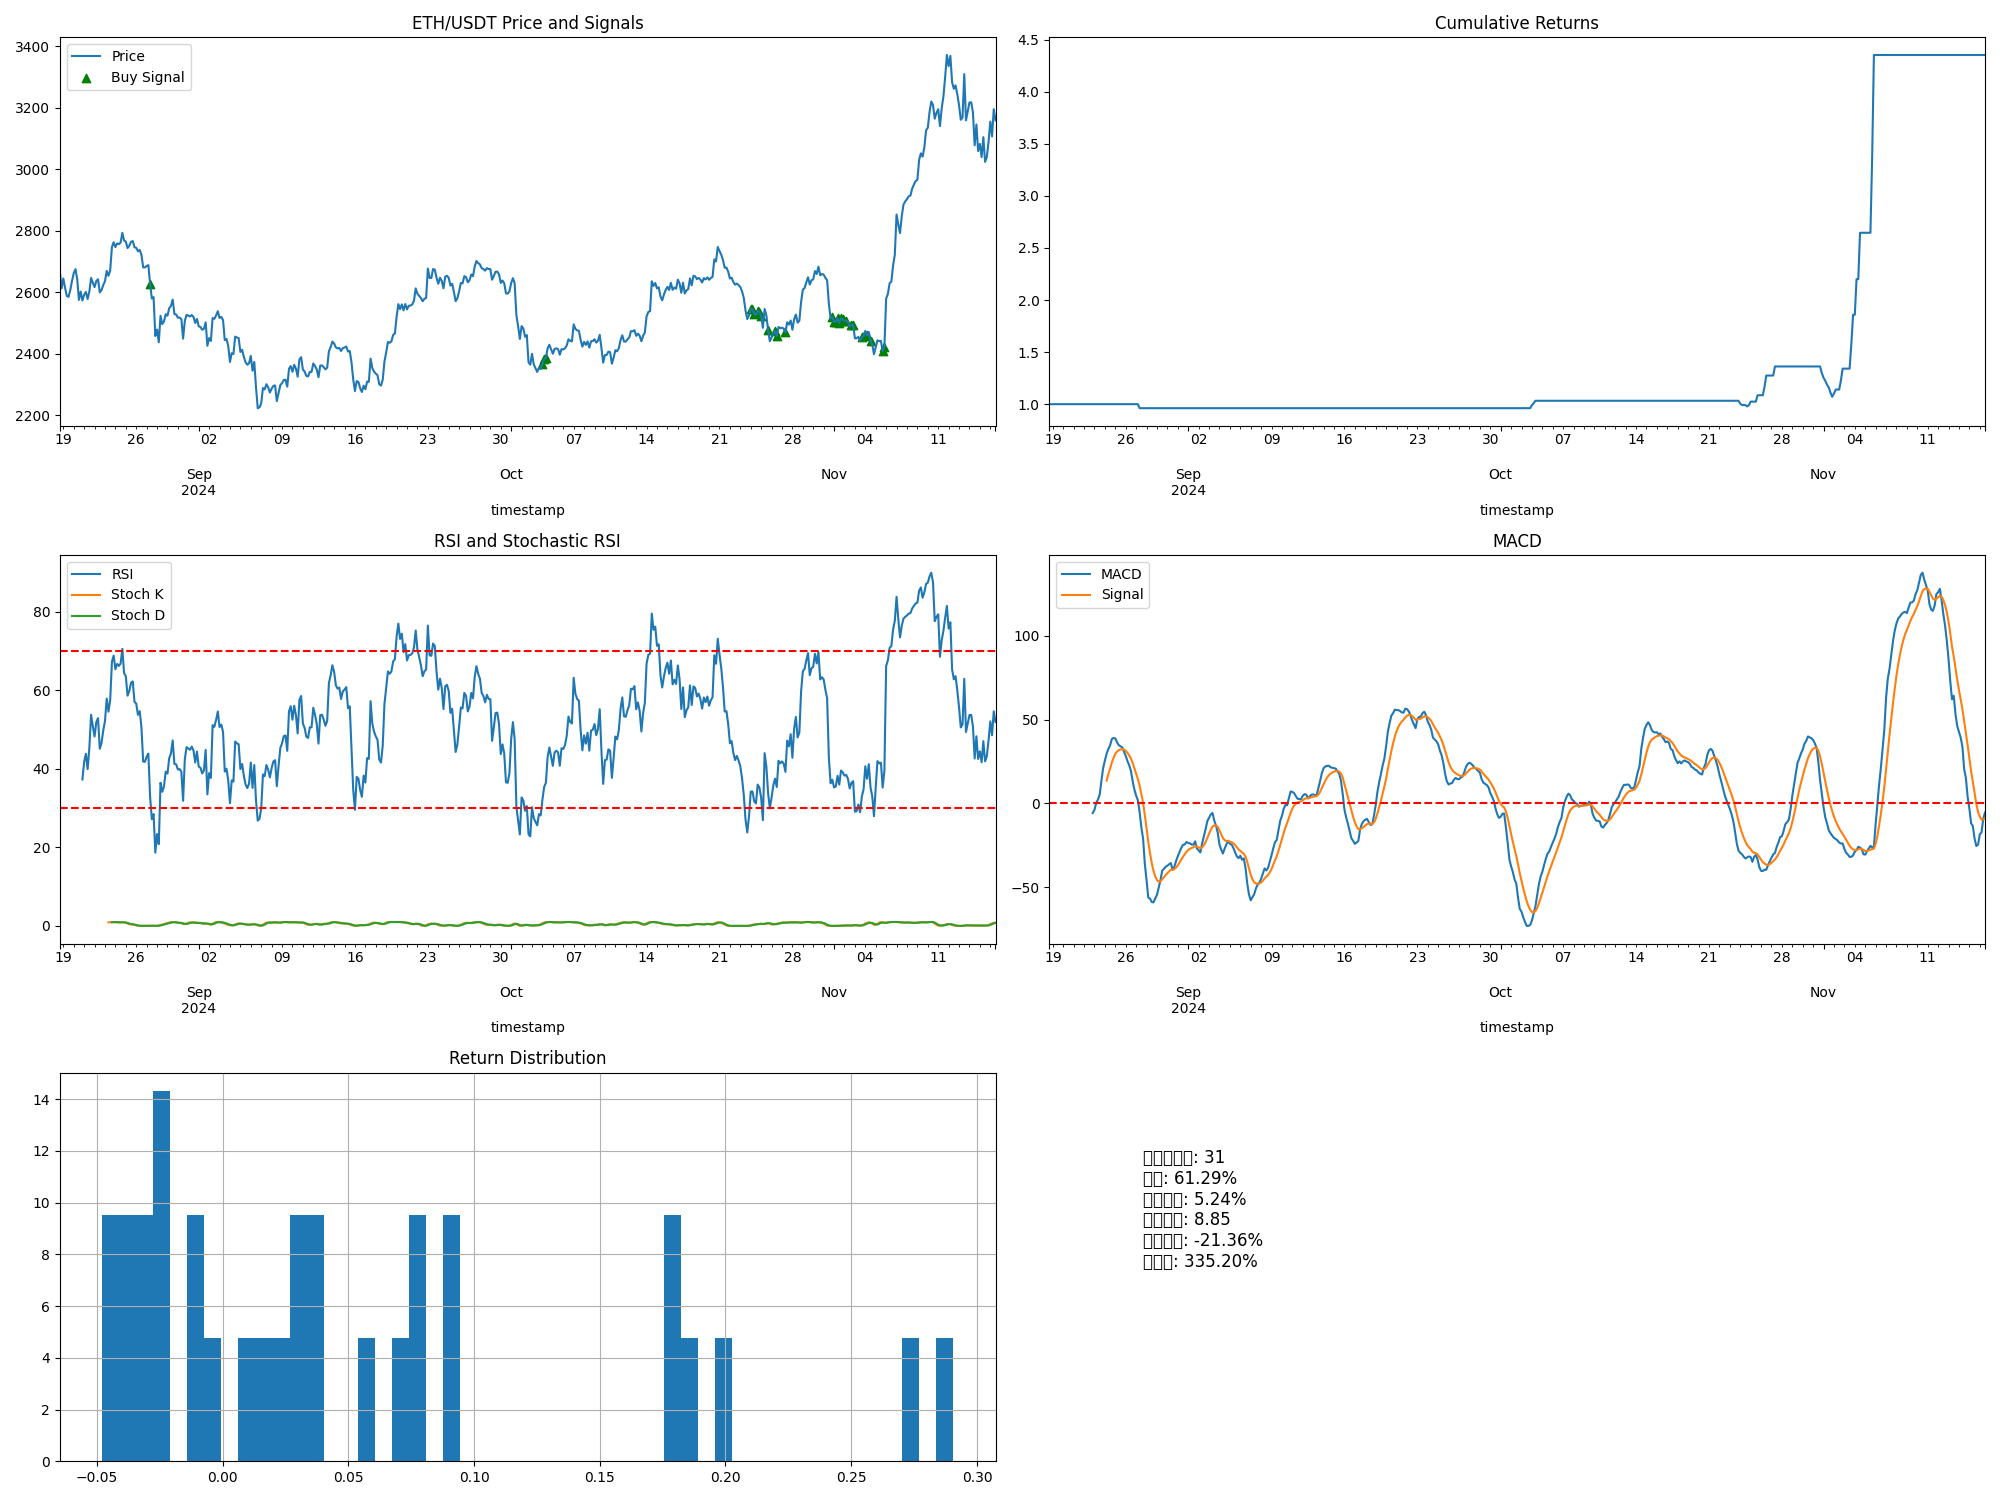 ETH/USDT Price and Signals
Price
Buy Signal
3400
3200
3000
2800
2600
2400
2200
19 26 02 09 16 23 30 07 14 21 28 04 11
Sep Oct Nov
2024
timestamp
Cumulative Returns
4.5
4.0
3.5
3.0
2.5
2.0
1.5
1.0
19 26 02 09 16 23 30 07 14 21 28 04 11
Sep Oct Nov
2024
timestamp
RSI and Stochastic RSI
RSI
Stoch K
Stoch D
80
60
40
20
0
19 26 02 09 16 23 30 07 14 21 28 04 11
Sep Oct Nov
2024
timestamp
MACD
MACD
Signal
100
50
0
−50
19 26 02 09 16 23 30 07 14 21 28 04 11
Sep Oct Nov
2024
timestamp
Return Distribution
14
12
10
8
6
4
2
0
−0.05 0.00 0.05 0.10 0.15 0.20 0.25 0.30
: 31
: 61.29%
: 5.24%
: 8.85
: -21.36%
: 335.20%